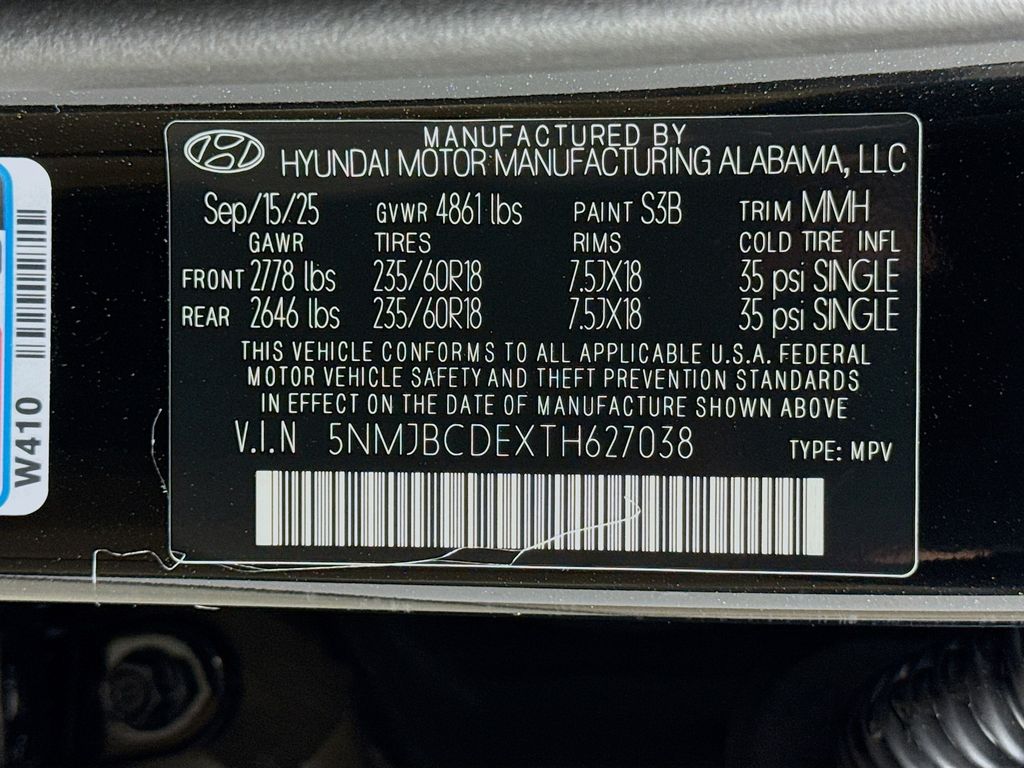 MANUFACTURED BY
HYUNDAI MOTOR MANUFACTURING ALABAMA, LLC
Sep/15/25 GVWR 4861 lbs PAINT S3B TRIM MMH
GAWR TIRES RIMS COLD TIRE INFL
FRONT 2778 lbs 235/60R18 7.5JX18 35 psi SINGLE
REAR 2646 lbs 235/60R18 7.5JX18 35 psi SINGLE
THIS VEHICLE CONFORMS TO ALL APPLICABLE U.S.A. FEDERAL
MOTOR VEHICLE SAFETY AND THEFT PREVENTION STANDARDS
IN EFFECT ON THE DATE OF MANUFACTURE SHOWN ABOVE
V.I.N 5NMJBCDEXTH627038 TYPE: MPV
W410